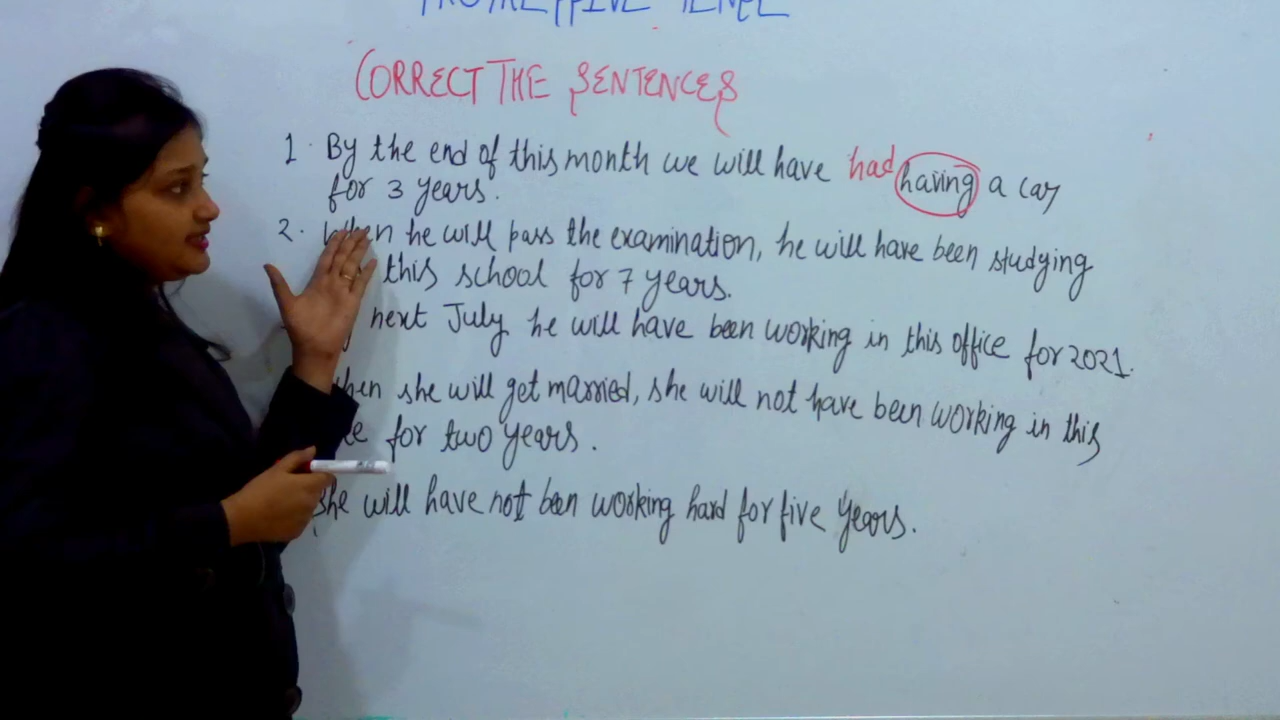 CORRECT THE SENTENCES
1. By the end of this month we will have had having a car
for 3 years.
2. When he will pass the examination, he will have been studying
this school for 7 years.
next July he will have been working in this office for 2021.
when she will get married, she will not have been working in this
for two years.
She will have not been working hard for five years.